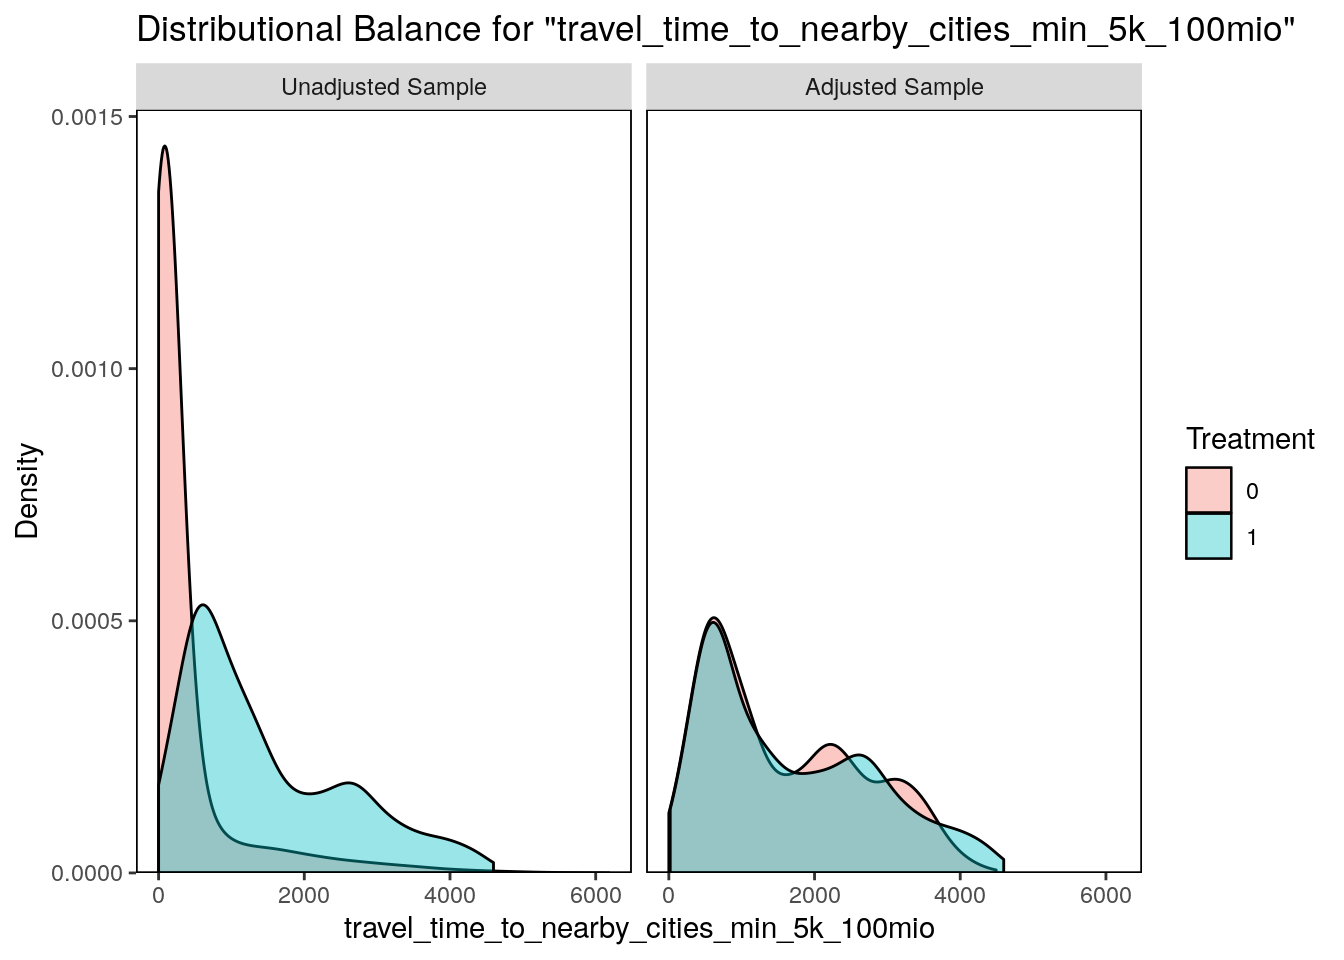 Distributional Balance for "travel_time_to_nearby_cities_min_5k_100mio"
Unadjusted Sample
Adjusted Sample
0.0015
0.0010
0.0005
0.0000
Density
0
2000
4000
6000
0
2000
4000
6000
travel_time_to_nearby_cities_min_5k_100mio
Treatment
0
1